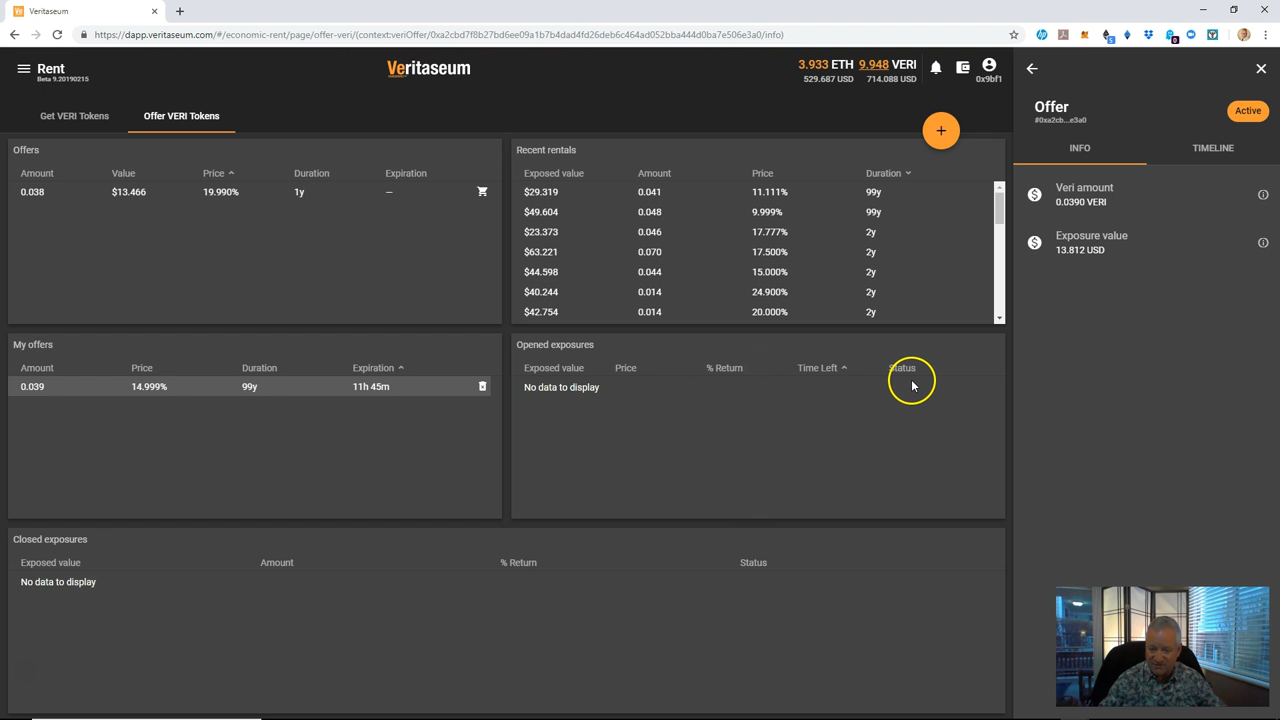 Veritaseum
https://dapp.veritaseum.com/#/economic-rent/page/offer-veri/(context:veriOffer/0xa2cbd7f8b27bd6ee09a1b7b4dad4fd26deb6c464ad052bba444d0ba7e506e3a0/info)
Rent
Beta 9.20190215
Veritaseum
3.933 ETH 9.948 VERI
529.687 USD 714.088 USD
0x9bf1
Get VERI Tokens
Offer VERI Tokens
+
Offers
Amount Value Price Duration Expiration
0.038 $13.466 19.990% 1y –
Recent rentals
Exposed value Amount Price Duration
$29.319 0.041 11.111% 99y
$49.604 0.048 9.999% 99y
$23.373 0.046 17.777% 2y
$63.221 0.070 17.500% 2y
$44.598 0.044 15.000% 2y
$40.244 0.014 24.900% 2y
$42.754 0.014 20.000% 2y
My offers
Amount Price Duration Expiration
0.039 14.999% 99y 11h 45m
Opened exposures
Exposed value Price % Return Time Left Status
No data to display
Closed exposures
Exposed value Amount % Return Status
No data to display
Offer
#0xa2cb...e3a0
Active
INFO
TIMELINE
Veri amount
0.0390 VERI
Exposure value
13.812 USD